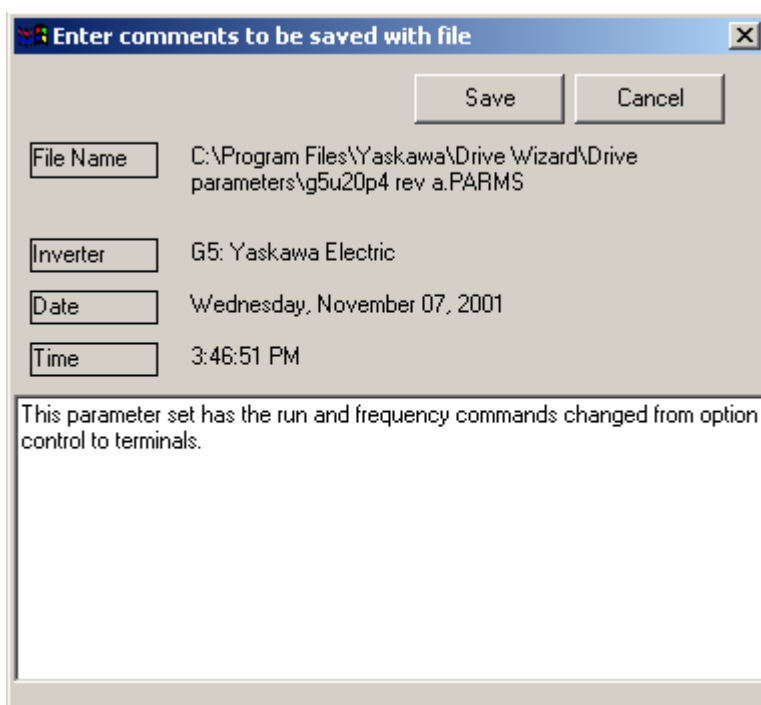 Enter comments to be saved with file
Save Cancel
File Name C:\Program Files\Yaskawa\Drive Wizard\Drive
parameters\g5u20p4 rev a.PARMS
Inverter G5: Yaskawa Electric
Date Wednesday, November 07, 2001
Time 3:46:51 PM
This parameter set has the run and frequency commands changed from option
control to terminals.